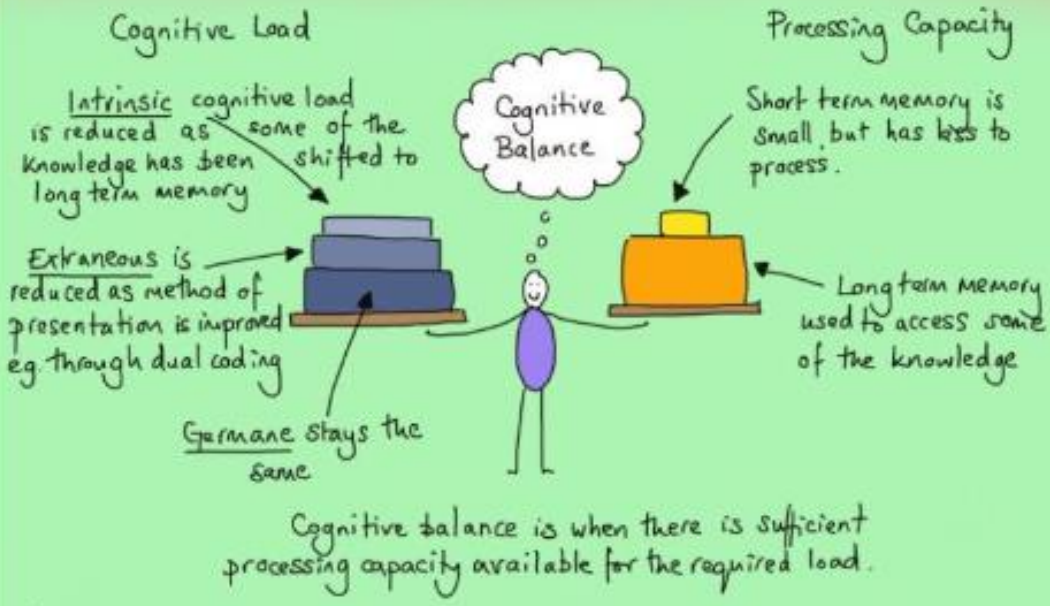 Cognitive Load
Intrinsic cognitive load
is reduced as some of the
knowledge has been shifted to
long term memory
Extraneous is
reduced as method of
presentation is improved
eg. through dual coding
Germane stays the
same
Cognitive
Balance
Processing Capacity
Short term memory is
small, but has less to
process.
Long term memory
used to access some
of the knowledge
Cognitive balance is when there is sufficient
processing capacity available for the required load.